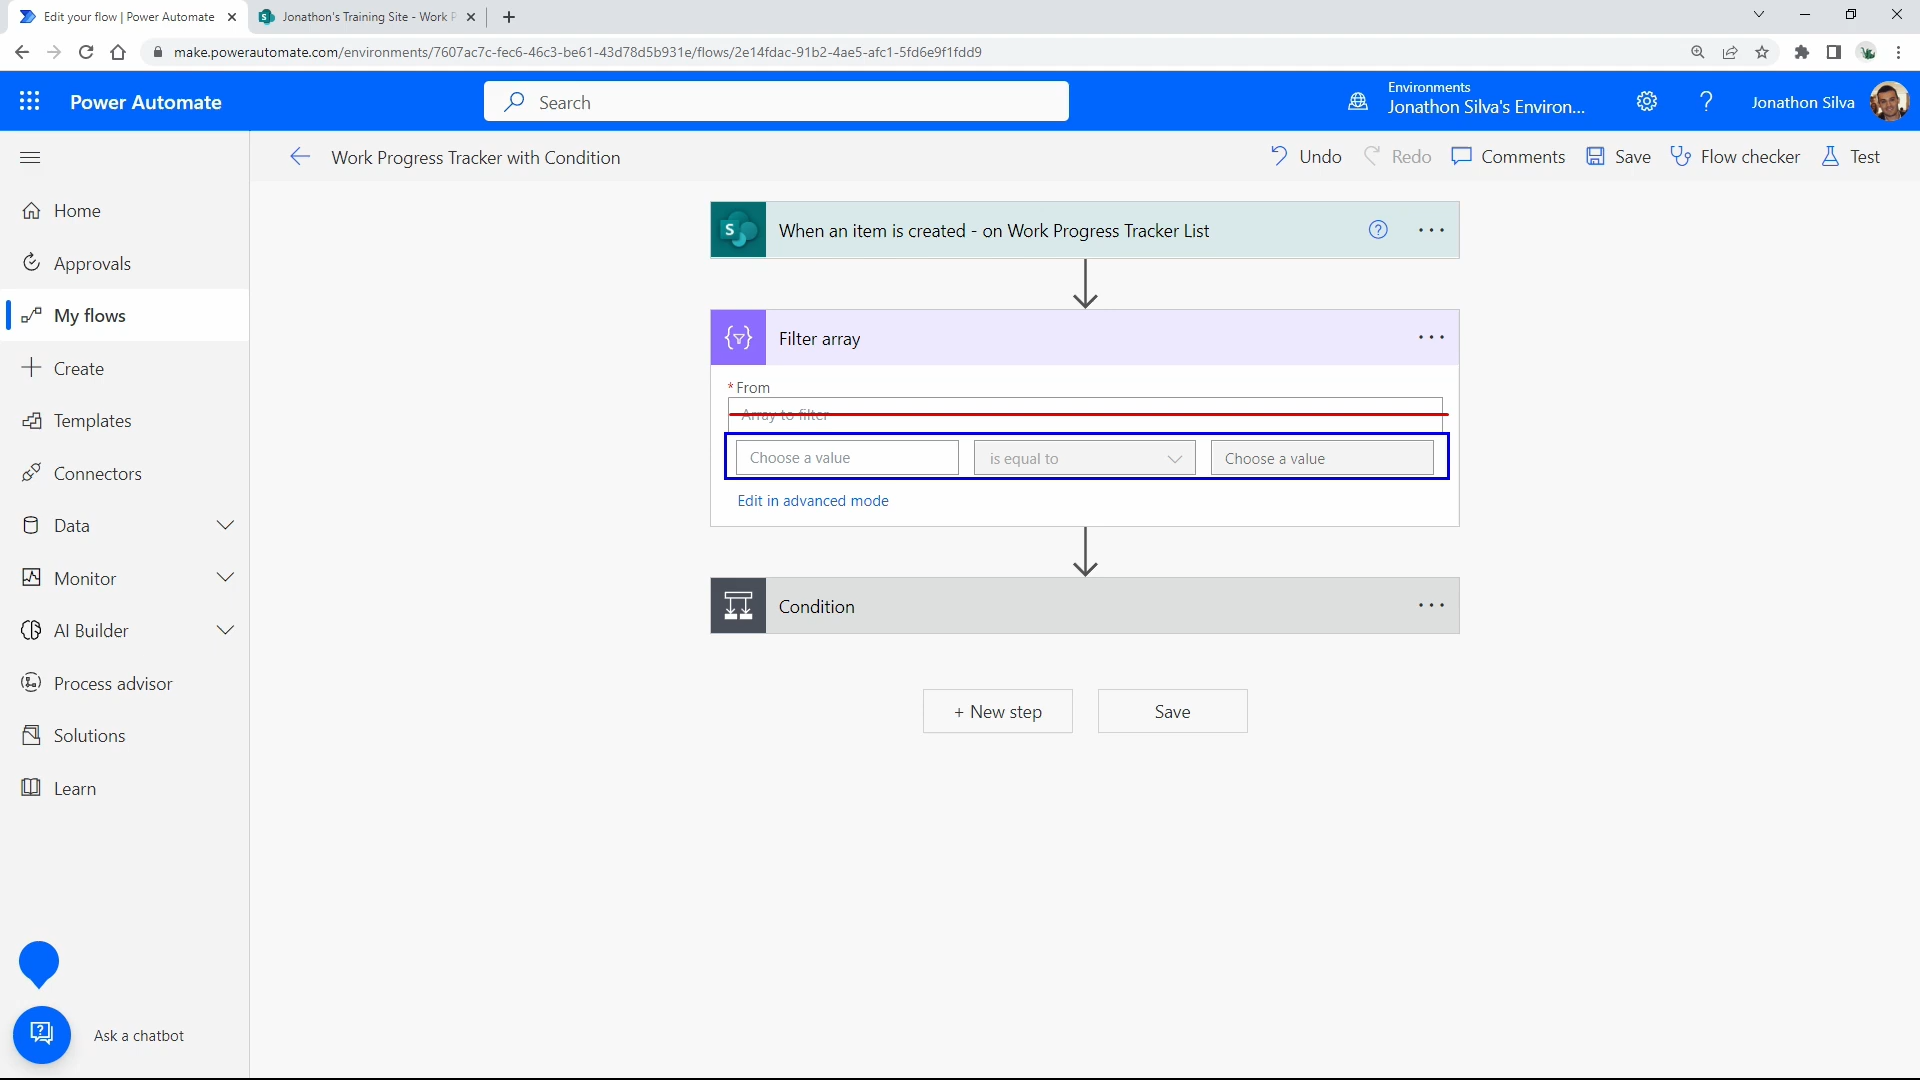 Edit your flow | Power Automate
Jonathon's Training Site - Work P
make.powerautomate.com/environments/7607ac7c-fec6-46c3-be61-43d78d5b931e/flows/2e14fdac-91b2-4ae5-afc1-5fd6e9f1fdd9
Power Automate
Search
Environments
Jonathon Silva's Environ...
Jonathon Silva
Work Progress Tracker with Condition
Undo
Redo
Comments
Save
Flow checker
Test
Home
Approvals
My flows
Create
Templates
Connectors
Data
Monitor
AI Builder
Process advisor
Solutions
Learn
Ask a chatbot
S When an item is created - on Work Progress Tracker List
Filter array
* From
Array to filter
Choose a value
is equal to
Choose a value
Edit in advanced mode
Condition
+ New step
Save